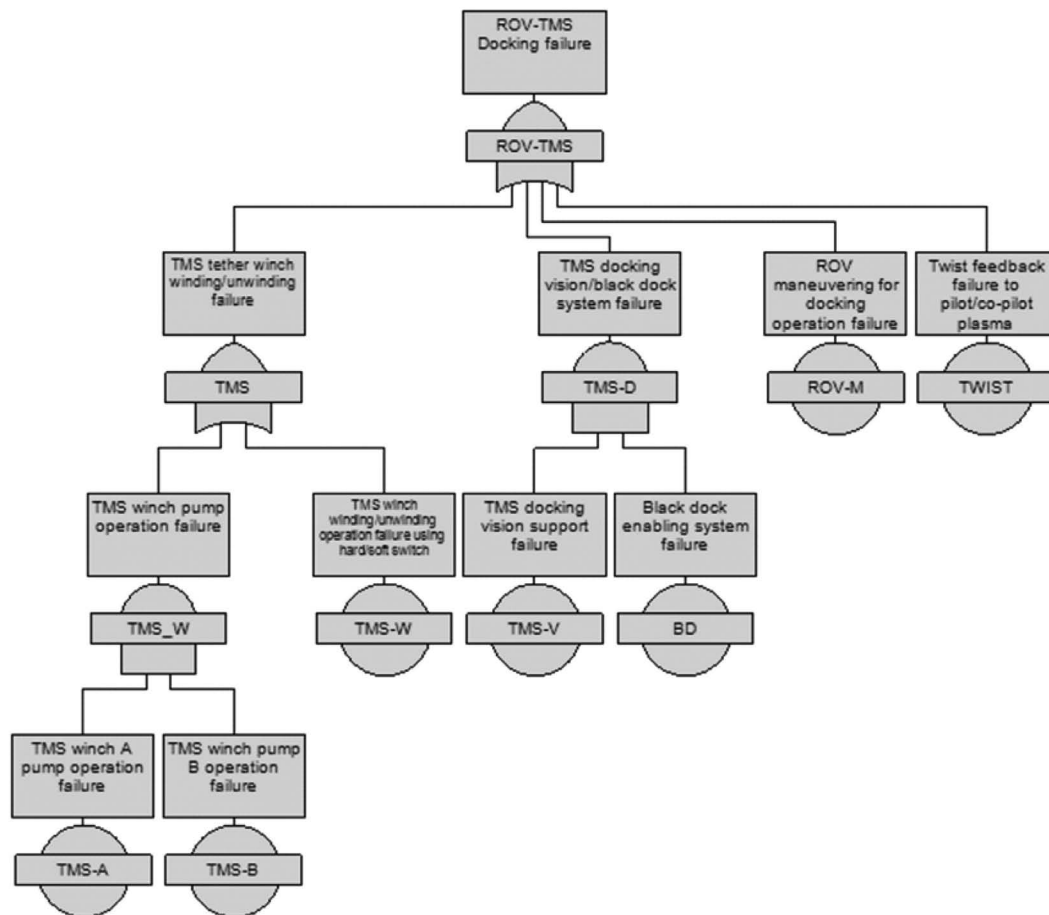 ROV-TMS
Docking failure
ROV-TMS
TMS tether winch
winding/unwinding
failure
TMS docking
vision/black dock
system failure
ROV
maneuvering for
docking
operation failure
Twist feedback
failure to
pilot/co-pilot
plasma
TMS
TMS-D
ROV-M
TWIST
TMS winch pump
operation failure
TMS winch
winding/unwinding
operation failure using
hard/soft switch
TMS docking
vision support
failure
Black dock
enabling system
failure
TMS_W
TMS-W
TMS-V
BD
TMS winch A
pump operation
failure
TMS winch pump
B operation
failure
TMS-A
TMS-B